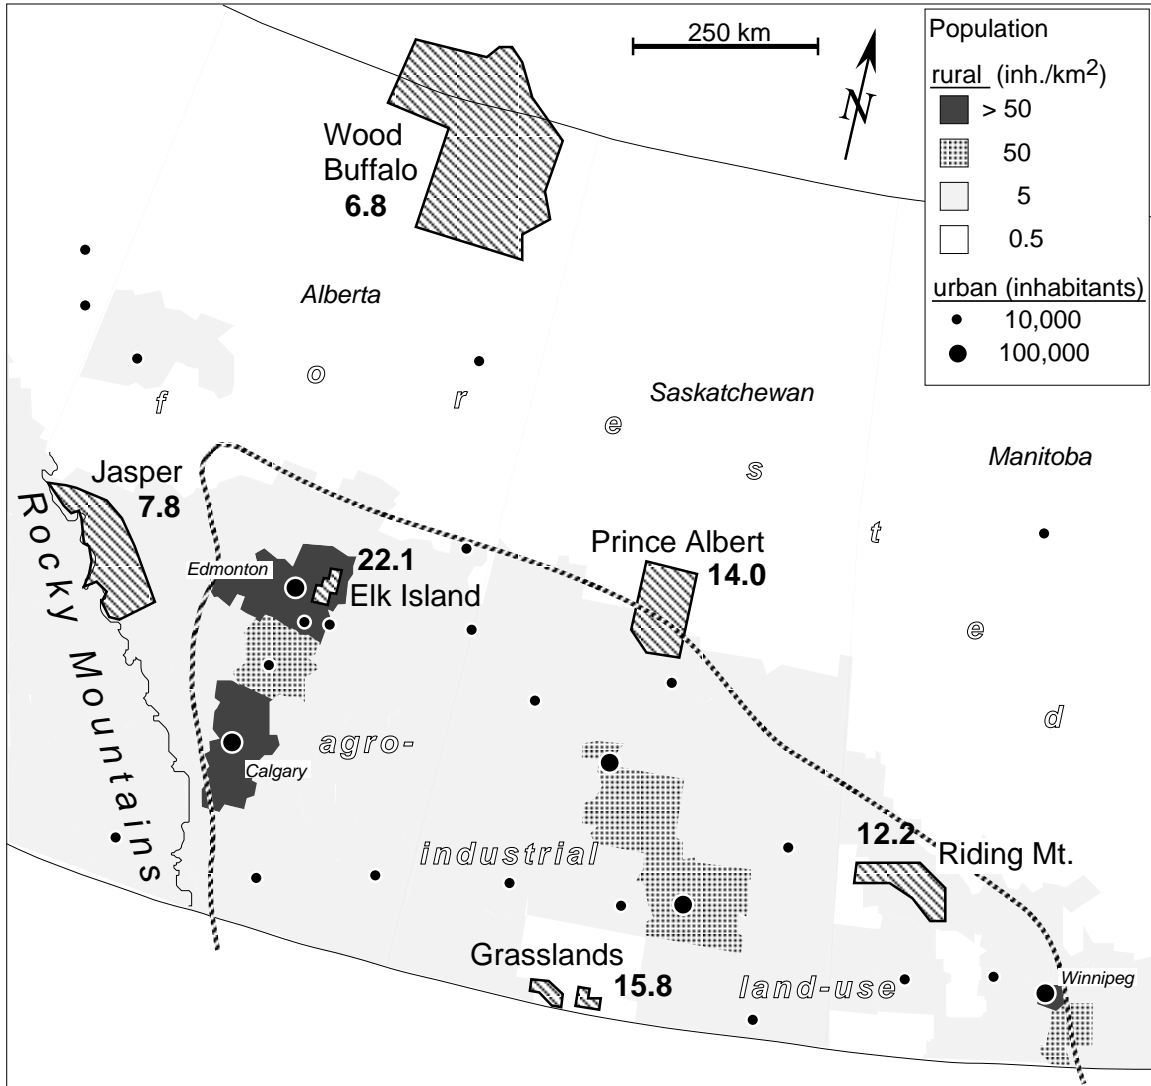 250 km
N
Population
rural (inh./km2)
> 50
50
5
0.5
urban (inhabitants)
10,000
100,000
Wood
Buffalo
6.8
Alberta
Saskatchewan
Manitoba
f o r e s t e d
Jasper
7.8
Rocky Mountains
Edmonton
22.1
Elk Island
Prince Albert
14.0
Calgary
agro-
industrial
land-use
12.2
Riding Mt.
Grasslands
15.8
Winnipeg